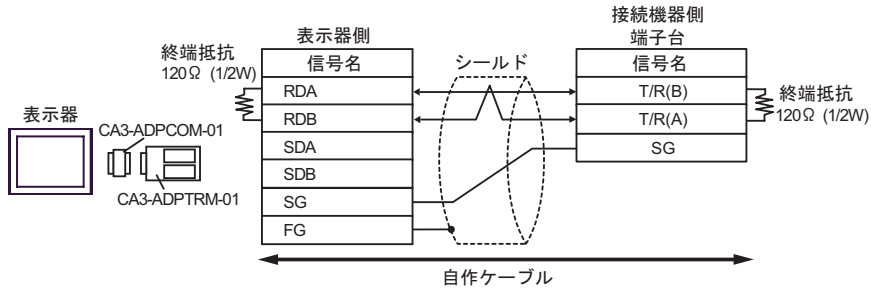 表示器
CA3-ADPCOM-01
CA3-ADPTRM-01
終端抵抗
120Ω (1/2W)
表示器側
信号名
RDA
RDB
SDA
SDB
SG
FG
シールド
接続機器側
端子台
信号名
T/R(B)
T/R(A)
SG
終端抵抗
120Ω (1/2W)
自作ケーブル